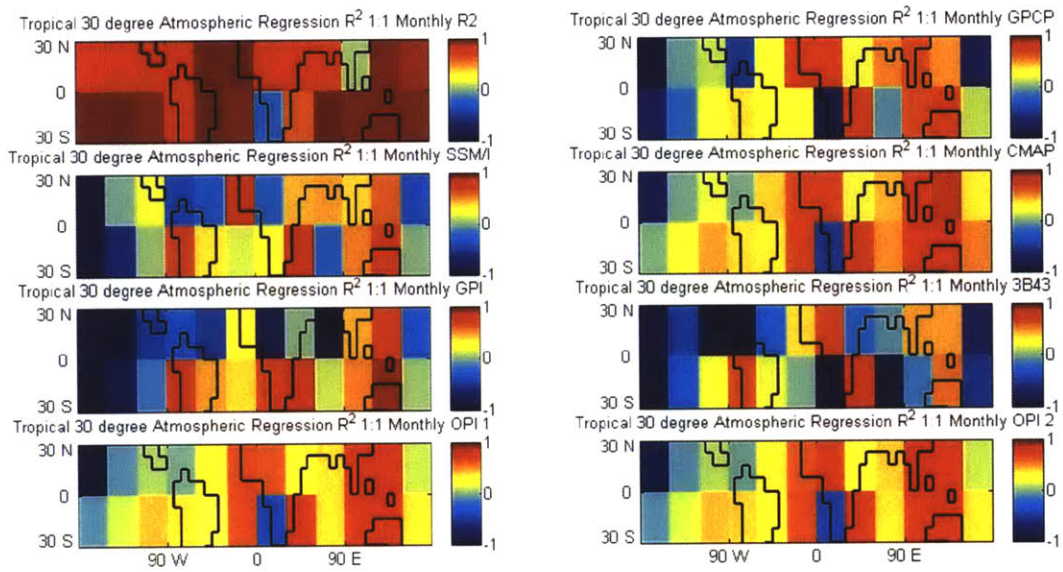 Tropical 30 degree Atmospheric Regression R² 1:1 Monthly R2
30 N
0
30 S
1
0
-1
Tropical 30 degree Atmospheric Regression R² 1:1 Monthly SSM/I
30 N
0
30 S
1
0
-1
Tropical 30 degree Atmospheric Regression R² 1:1 Monthly GPI
30 N
0
30 S
1
0
-1
Tropical 30 degree Atmospheric Regression R² 1:1 Monthly OPI 1
30 N
0
30 S
90 W 0 90 E
1
0
-1
Tropical 30 degree Atmospheric Regression R² 1:1 Monthly GPCP
30 N
0
30 S
1
0
-1
Tropical 30 degree Atmospheric Regression R² 1:1 Monthly CMAP
30 N
0
30 S
1
0
-1
Tropical 30 degree Atmospheric Regression R² 1:1 Monthly 3B43
30 N
0
30 S
1
0
-1
Tropical 30 degree Atmospheric Regression R² 1:1 Monthly OPI 2
30 N
0
30 S
90 W 0 90 E
1
0
-1